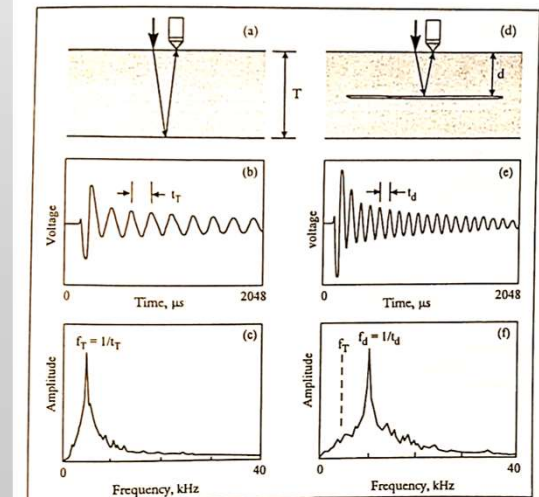 (a)
T
(d)
d
(b)
t_T
Voltage
0
2048
Time, μs
(e)
t_d
voltage
0
2048
Time, μs
(c)
f_T = 1/t_T
Amplitude
0
40
Frequency, kHz
(f)
f_T
f_d = 1/t_d
Amplitude
0
40
Frequency, kHz